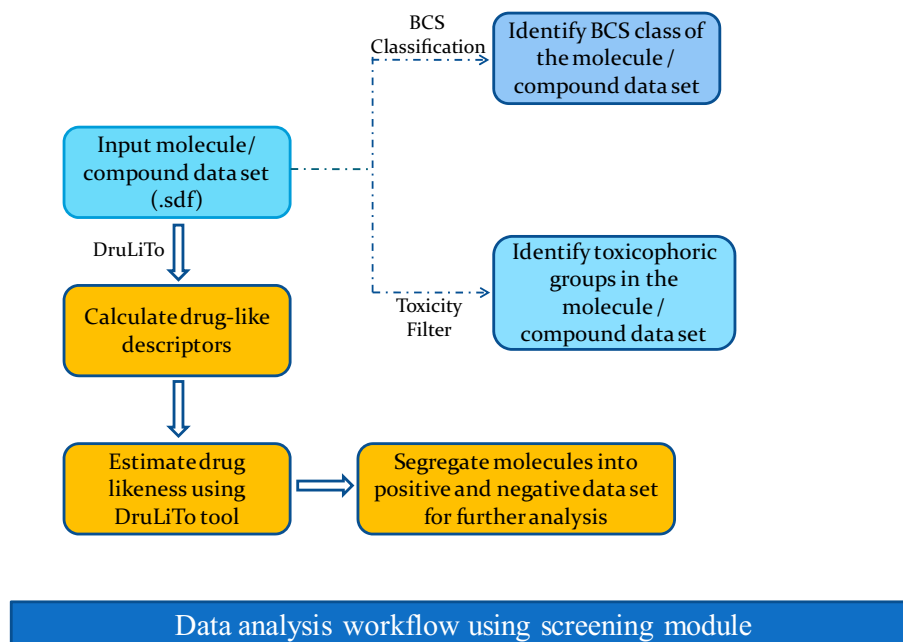 BCS
Classification
Identify BCS class of
the molecule /
compound data set
Input molecule/
compound data set
(.sdf)
DruLiTo
Identify toxicophoric
groups in the
molecule /
compound data set
Toxicity
Filter
Calculate drug-like
descriptors
Estimate drug
likeness using
DruLiTo tool
Segregate molecules into
positive and negative data set
for further analysis
Data analysis workflow using screening module